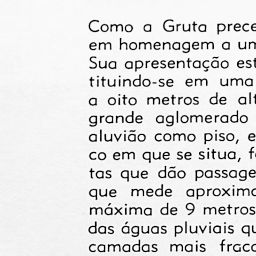 Como a Gruta prece
em homenagem a um
Sua apresentação est
tituindo-se em uma
a oito metros de alt
grande aglomerado
aluvião como piso, e
co em que se situa, f
tas que dão passage
que mede aproxima
máxima de 9 metros
das águas pluviais qu
camadas mais frac